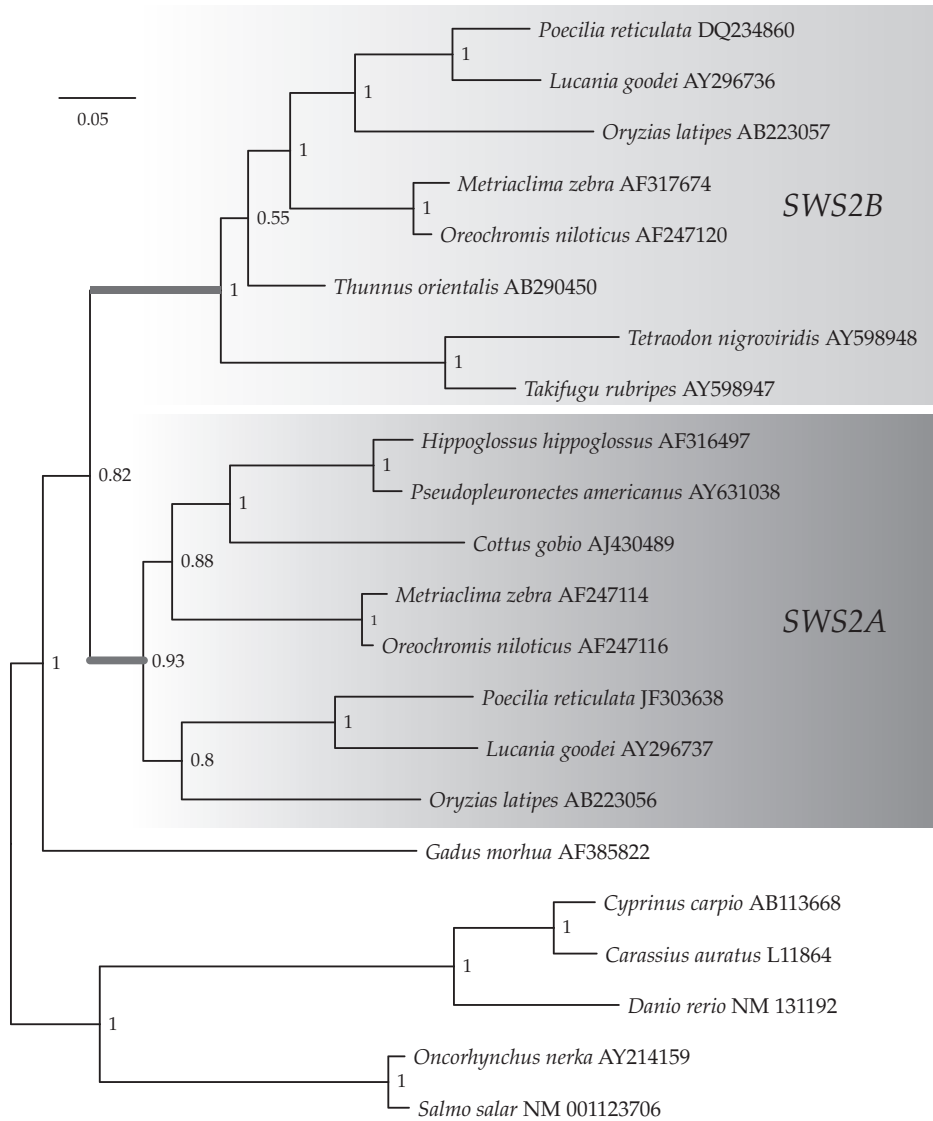 Poecilia reticulata DQ234860
1
Lucania goodei AY296736
1
0.05
Oryzias latipes AB223057
1
Metriaclima zebra AF317674
SWS2B
1
0.55
Oreochromis niloticus AF247120
Thunnus orientalis AB290450
1
Tetraodon nigroviridis AY598948
1
Takifugu rubripes AY598947
Hippoglossus hippoglossus AF316497
1
0.82
Pseudopleuronectes americanus AY631038
1
Cottus gobio AJ430489
0.88
Metriaclima zebra AF247114
1
SWS2A
Oreochromis niloticus AF247116
1
0.93
Poecilia reticulata JF303638
1
Lucania goodei AY296737
0.8
Oryzias latipes AB223056
Gadus morhua AF385822
Cyprinus carpio AB113668
1
Carassius auratus L11864
1
Danio rerio NM 131192
1
Oncorhynchus nerka AY214159
1
Salmo salar NM 001123706